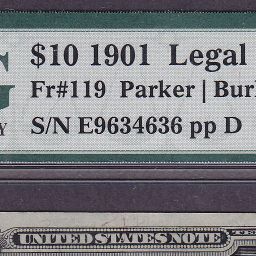 $10 1901 Legal
Fr#119 Parker | Bur
S/N E9634636 pp D
UNITED STATES NOTE